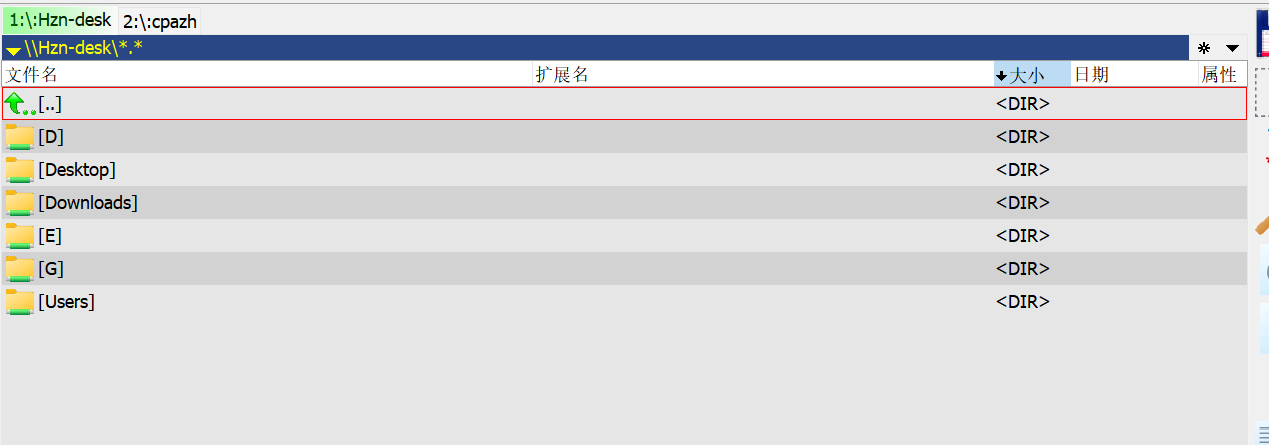 1:\:Hzn-desk 2:\:cpazh
\\Hzn-desk\*.*
文件名 扩展名 大小 日期 属性
[..] <DIR>
[D] <DIR>
[Desktop] <DIR>
[Downloads] <DIR>
[E] <DIR>
[G] <DIR>
[Users] <DIR>